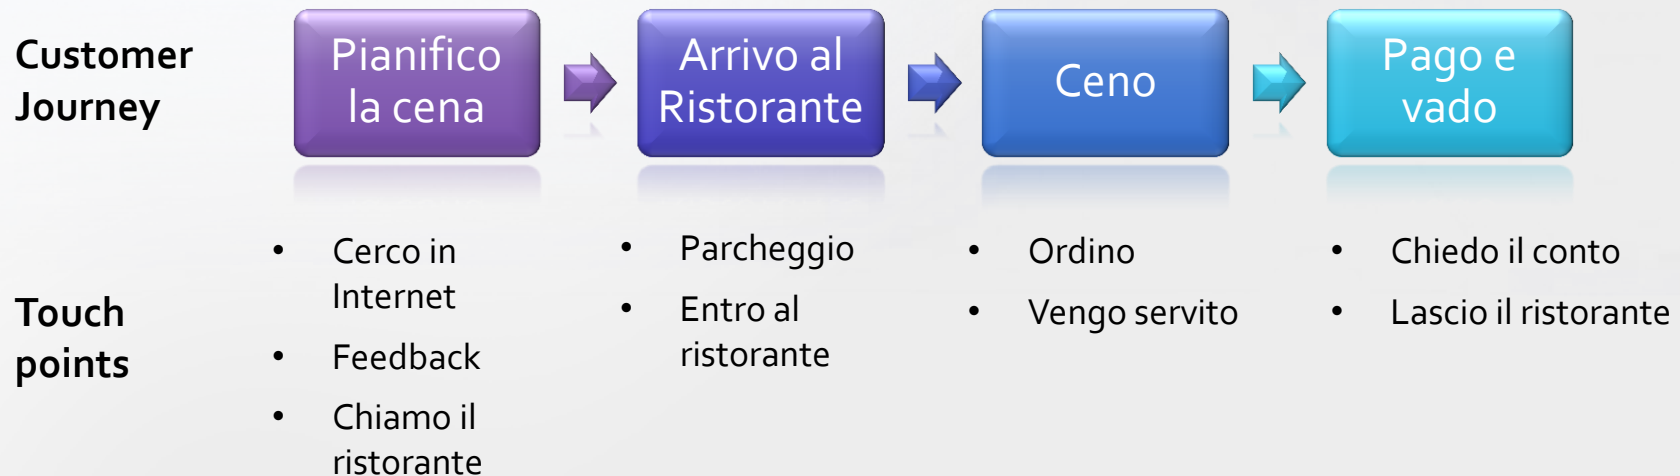 Customer
Journey
Pianifico
la cena
Arrivo al
Ristorante
Ceno
Pago e
vado
Touch
points
• Cerco in
Internet
• Feedback
• Chiamo il
ristorante
• Parcheggio
• Entro al
ristorante
• Ordino
• Vengo servito
• Chiedo il conto
• Lascio il ristorante